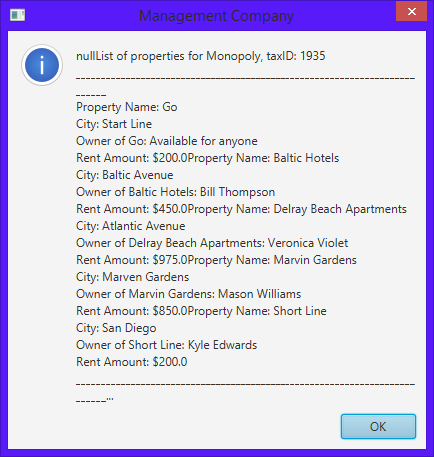 Management Company
nullList of properties for Monopoly, taxID: 1935
____________________________________________________________
______
Property Name: Go
City: Start Line
Owner of Go: Available for anyone
Rent Amount: $200.0Property Name: Baltic Hotels
City: Baltic Avenue
Owner of Baltic Hotels: Bill Thompson
Rent Amount: $450.0Property Name: Delray Beach Apartments
City: Atlantic Avenue
Owner of Delray Beach Apartments: Veronica Violet
Rent Amount: $975.0Property Name: Marvin Gardens
City: Marven Gardens
Owner of Marvin Gardens: Mason Williams
Rent Amount: $850.0Property Name: Short Line
City: San Diego
Owner of Short Line: Kyle Edwards
Rent Amount: $200.0
____________________________________________________________
______...
OK